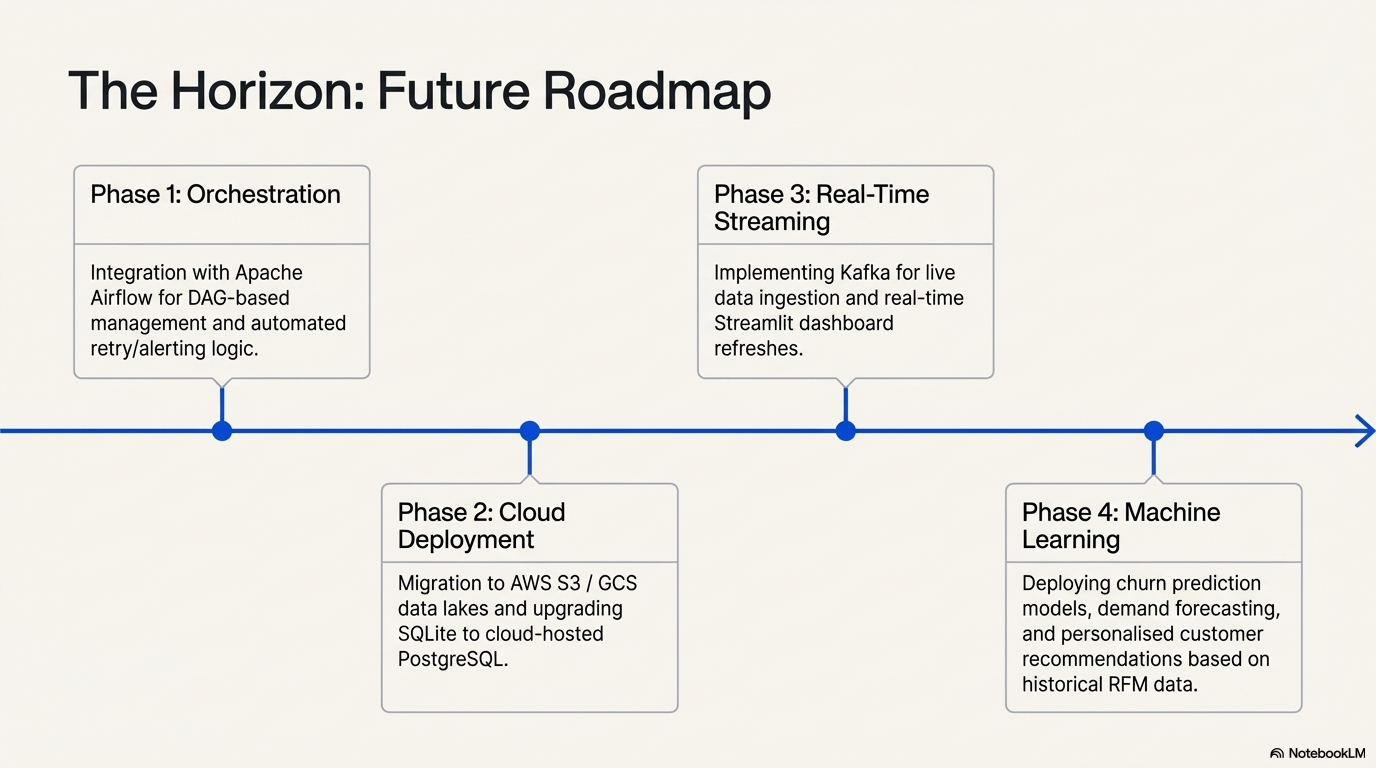 The Horizon: Future Roadmap
Phase 1: Orchestration
Integration with Apache
Airflow for DAG-based
management and automated
retry/alerting logic.
Phase 2: Cloud
Deployment
Migration to AWS S3 / GCS
data lakes and upgrading
SQLite to cloud-hosted
PostgreSQL.
Phase 3: Real-Time
Streaming
Implementing Kafka for live
data ingestion and real-time
Streamlit dashboard
refreshes.
Phase 4: Machine
Learning
Deploying churn prediction
models, demand forecasting,
and personalised customer
recommendations based on
historical RFM data.
NotebookLM